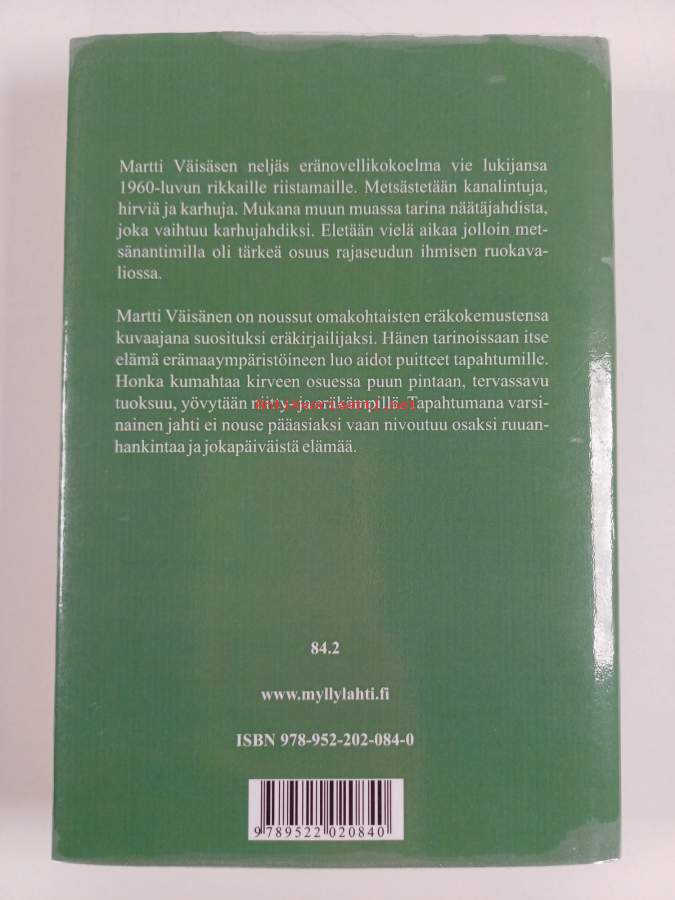 Martti Väisäsen neljäs eränovellikokoelma vie lukijansa
1960-luvun rikkaille riistamaille. Metsästetään kanalintuja,
hirviä ja karhuja. Mukana muun muassa tarina näätäjahdista,
joka vaihtuu karhujahdiksi. Eletään vielä aikaa jolloin met-
sänantimilla oli tärkeä osuus rajaseudun ihmisen ruokava-
liossa.
Martti Väisänen on noussut omakohtaisten eräkokemustensa
kuvaajana suosituksi eräkirjailijaksi. Hänen tarinoissaan itse
elämä erämaaympäristöineen luo aidot puitteet tapahtumille.
Honka kumahtaa kirveen osuessa puun pintaan, tervassavu
tuoksuu, yövytään niitty- ja eräkämpillä. Tapahtumana varsi-
nainen jahti ei nouse pääasiaksi vaan nivoutuu osaksi ruuan-
hankintaa ja jokapäiväistä elämää.
84.2
www.myllylahti.fi
ISBN 978-952-202-084-0
9 789522 020840